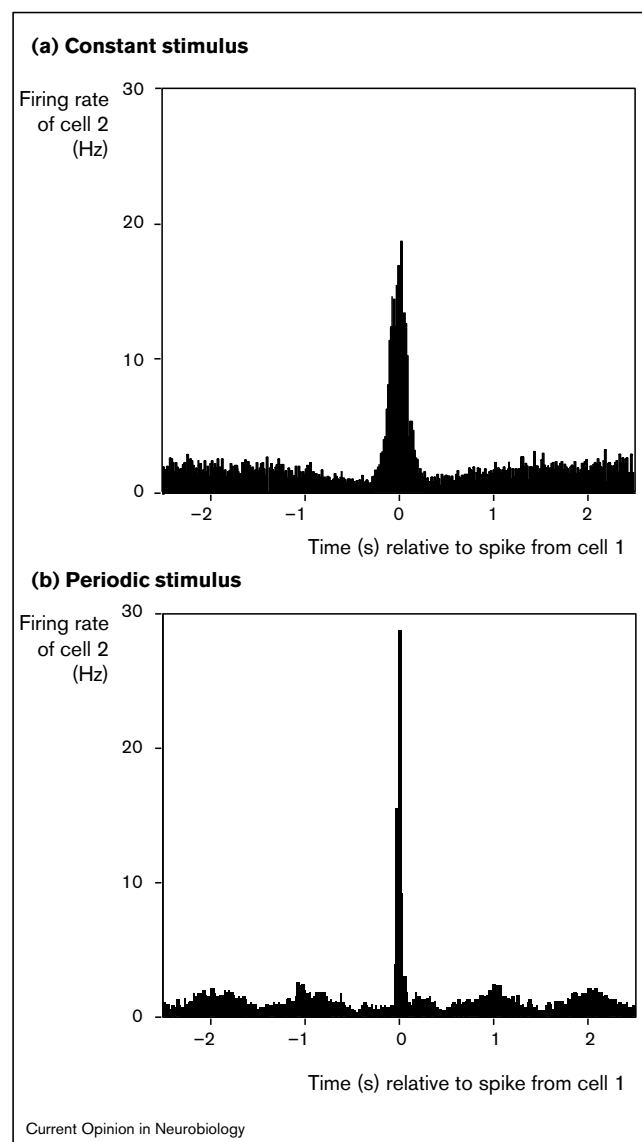 (a) Constant stimulus
Firing rate
of cell 2
(Hz)
30
20
10
0
–2
–1
0
1
2
Time (s) relative to spike from cell 1
(b) Periodic stimulus
Firing rate
of cell 2
(Hz)
30
20
10
0
–2
–1
0
1
2
Time (s) relative to spike from cell 1
Current Opinion in Neurobiology